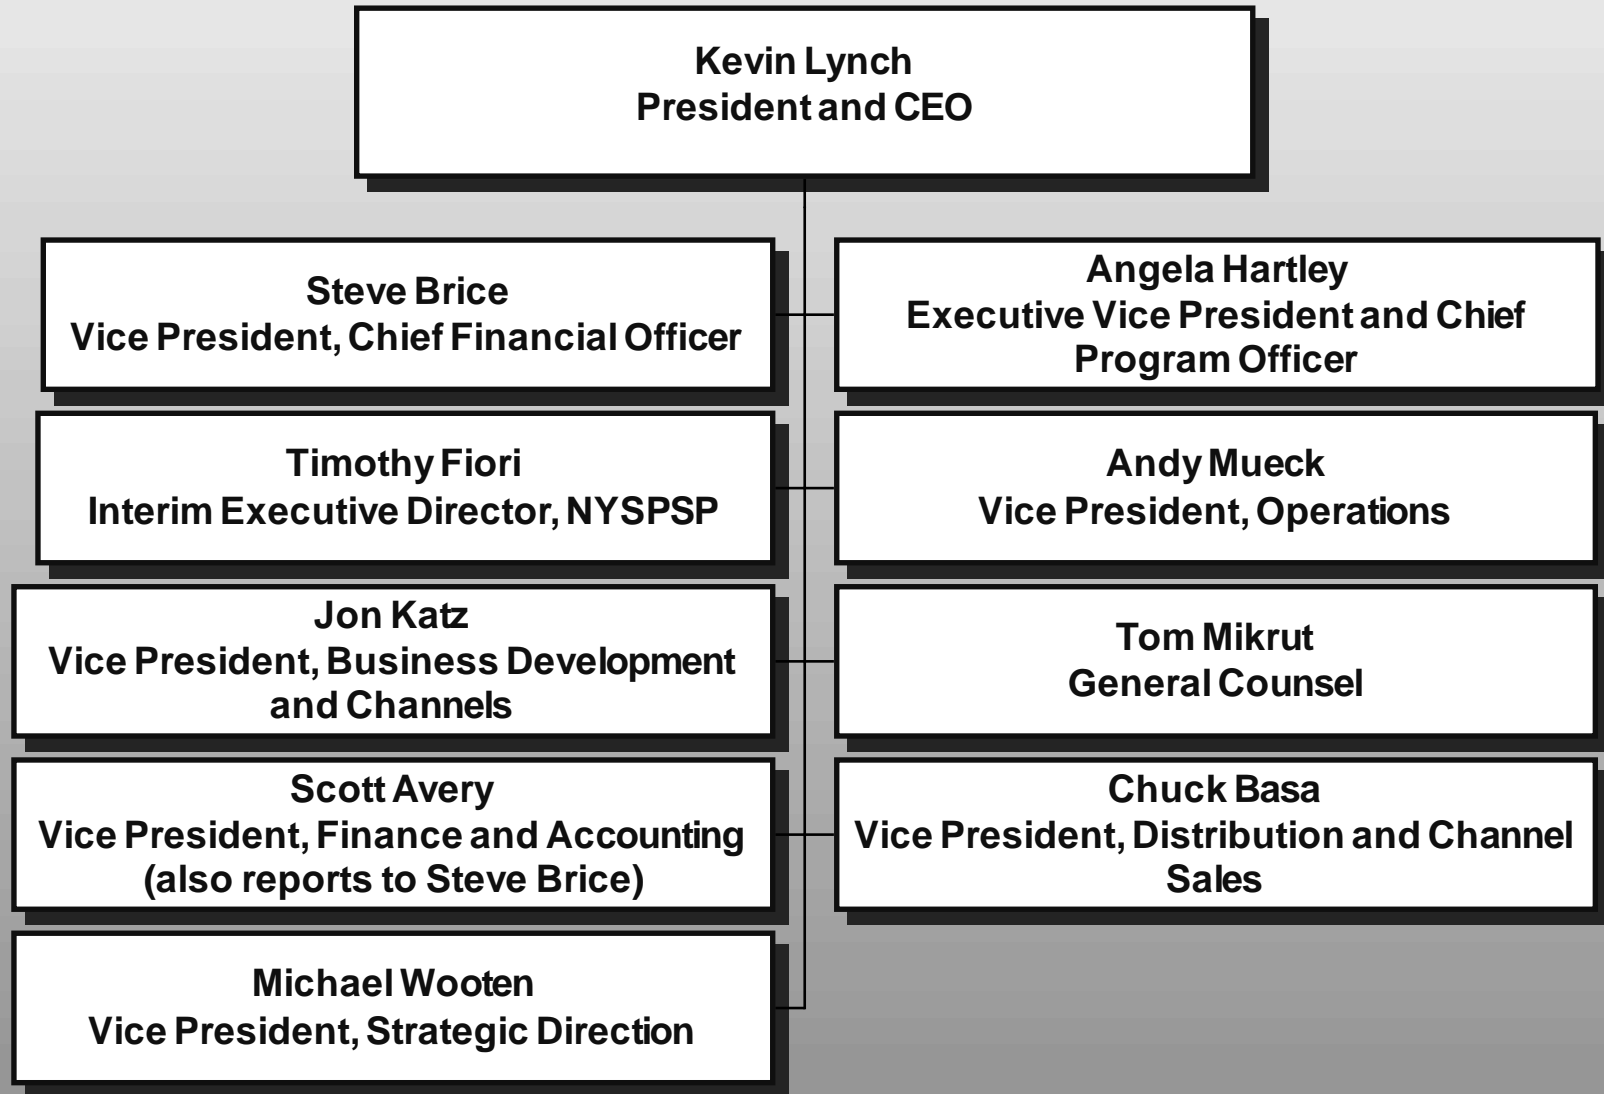 Kevin Lynch
President and CEO
Steve Brice
Vice President, Chief Financial Officer
Angela Hartley
Executive Vice President and Chief
Program Officer
Timothy Fiori
Interim Executive Director, NYSPSP
Andy Mueck
Vice President, Operations
Jon Katz
Vice President, Business Development
and Channels
Tom Mikrut
General Counsel
Scott Avery
Vice President, Finance and Accounting
(also reports to Steve Brice)
Chuck Basa
Vice President, Distribution and Channel
Sales
Michael Wooten
Vice President, Strategic Direction